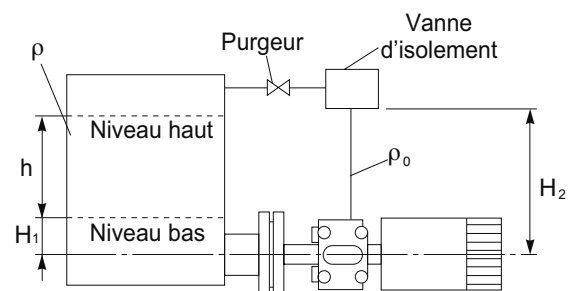 Vanne
d'isolement
Purgeur
ρ
Niveau haut
h
ρ0
H2
H1
Niveau bas